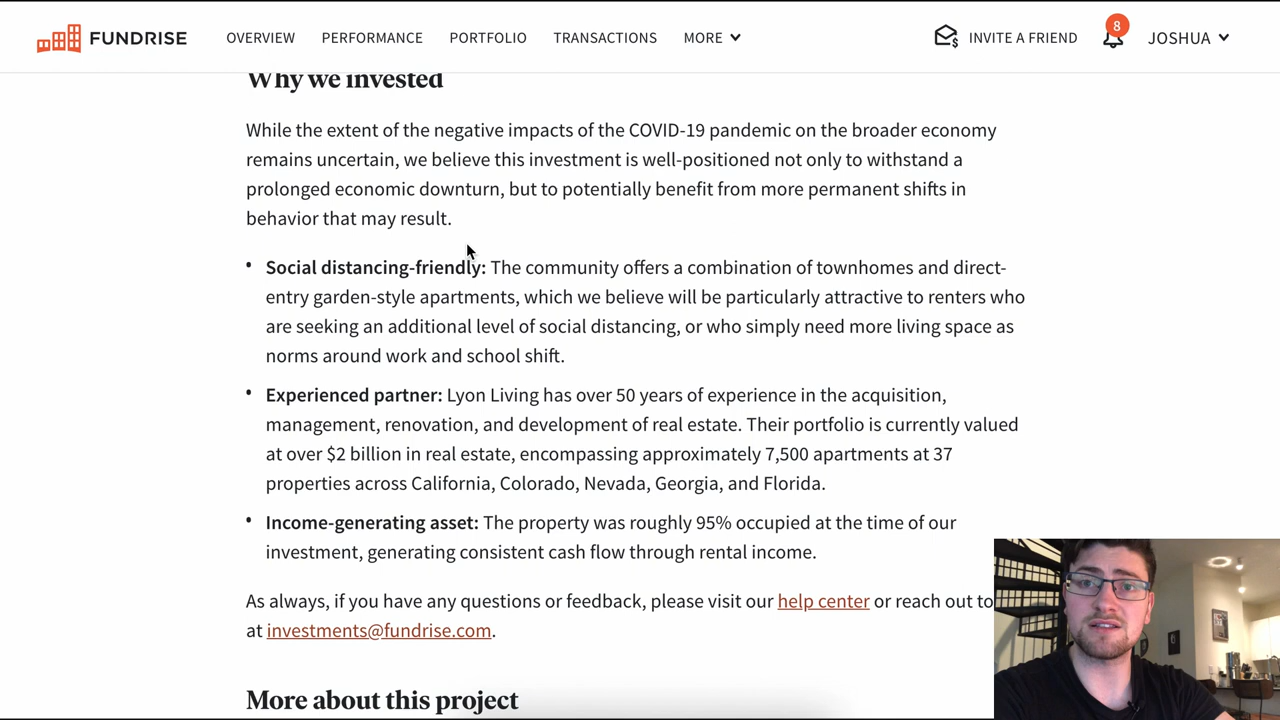 FUNDRISE OVERVIEW PERFORMANCE PORTFOLIO TRANSACTIONS MORE INVITE A FRIEND 8 JOSHUA
Why we invested
While the extent of the negative impacts of the COVID-19 pandemic on the broader economy
remains uncertain, we believe this investment is well-positioned not only to withstand a
prolonged economic downturn, but to potentially benefit from more permanent shifts in
behavior that may result.
• Social distancing-friendly: The community offers a combination of townhomes and direct-
entry garden-style apartments, which we believe will be particularly attractive to renters who
are seeking an additional level of social distancing, or who simply need more living space as
norms around work and school shift.
• Experienced partner: Lyon Living has over 50 years of experience in the acquisition,
management, renovation, and development of real estate. Their portfolio is currently valued
at over $2 billion in real estate, encompassing approximately 7,500 apartments at 37
properties across California, Colorado, Nevada, Georgia, and Florida.
• Income-generating asset: The property was roughly 95% occupied at the time of our
investment, generating consistent cash flow through rental income.
As always, if you have any questions or feedback, please visit our help center or reach out to
at investments@fundrise.com.
More about this project